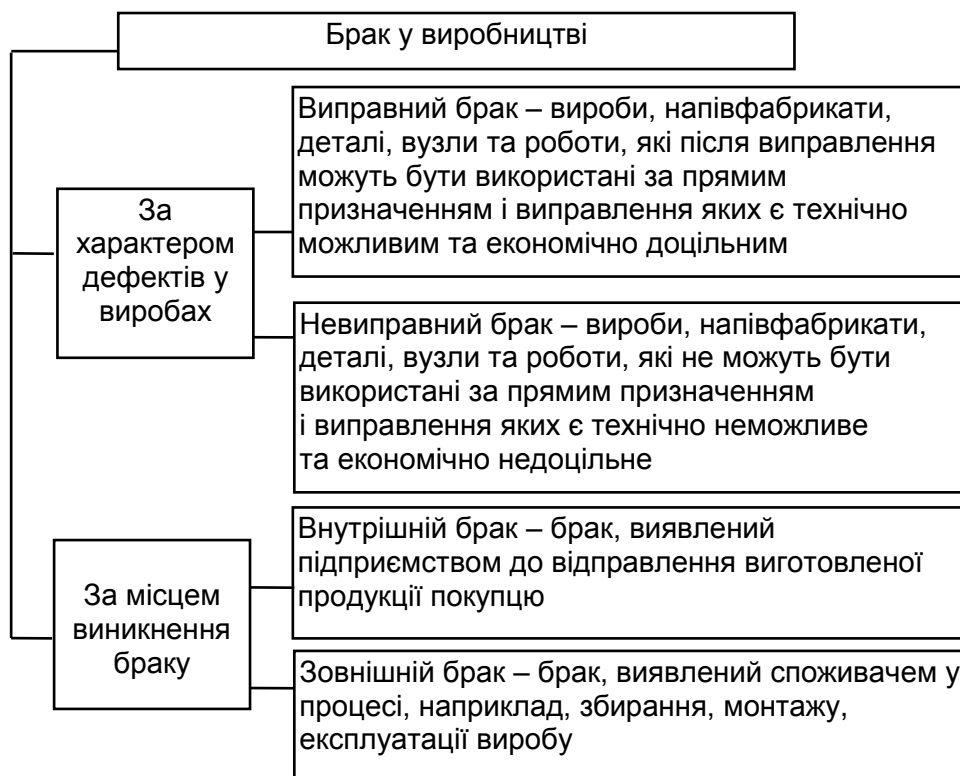 Брак у виробництві
За
характером
дефектів у
виробах
Виправний брак – вироби, напівфабрикати,
деталі, вузли та роботи, які після виправлення
можуть бути використані за прямим
призначенням і виправлення яких є технічно
можливим та економічно доцільним
Невиправний брак – вироби, напівфабрикати,
деталі, вузли та роботи, які не можуть бути
використані за прямим призначенням
і виправлення яких є технічно неможливе
та економічно недоцільне
За місцем
виникнення
браку
Внутрішній брак – брак, виявлений
підприємством до відправлення виготовленої
продукції покупцю
Зовнішній брак – брак, виявлений споживачем у
процесі, наприклад, збирання, монтажу,
експлуатації виробу